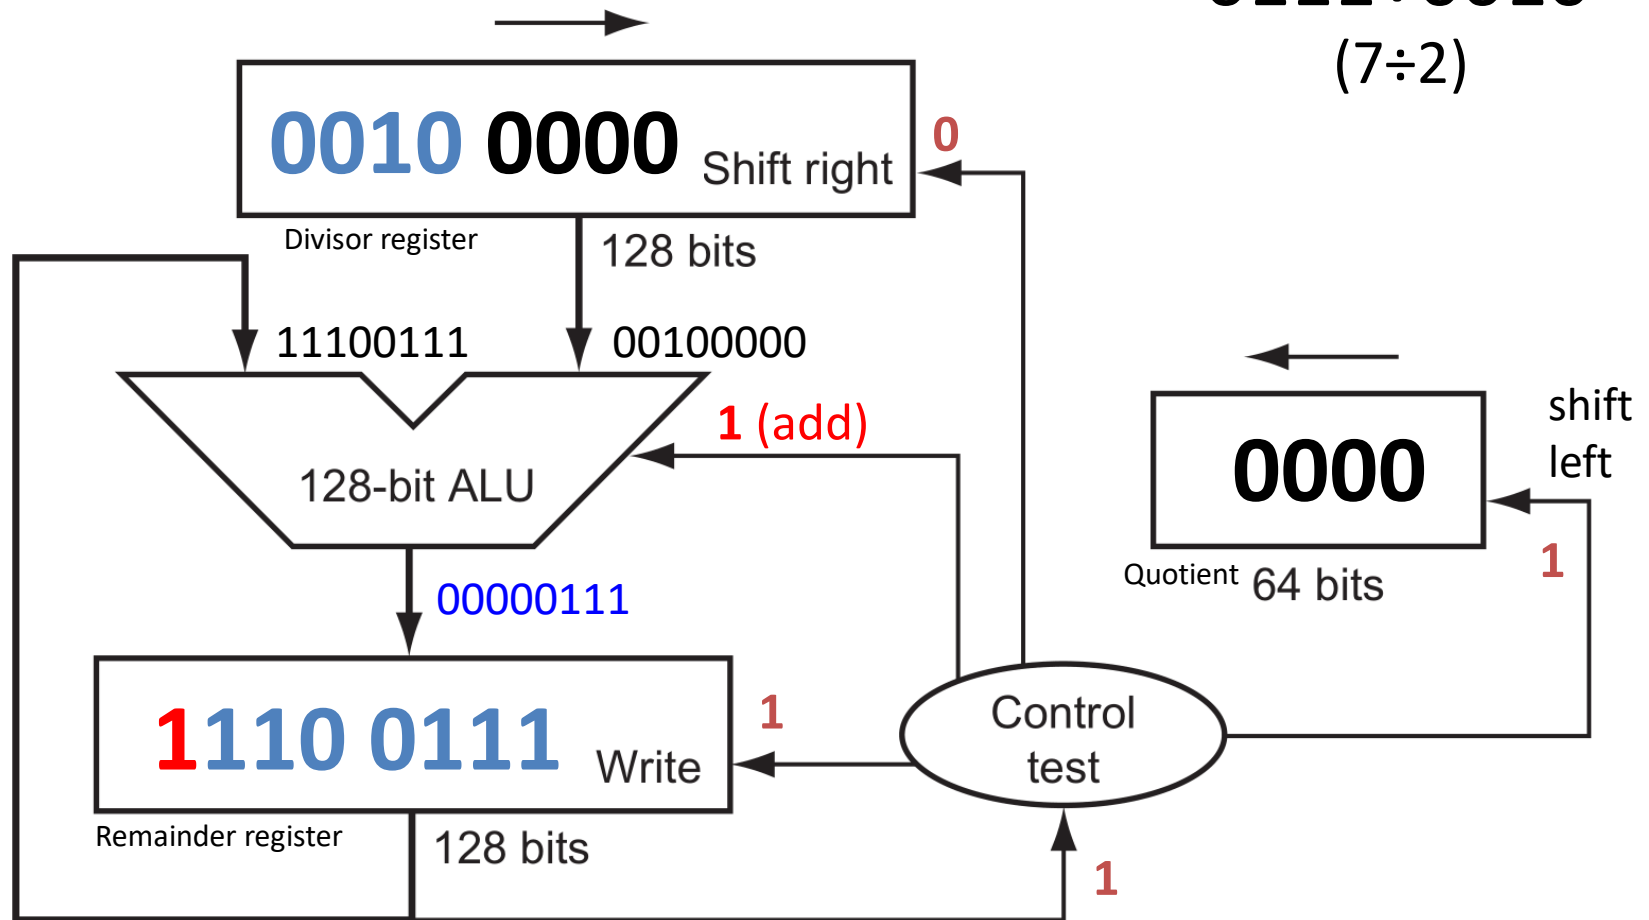 (7÷2)
0010 0000 Shift right
0
Divisor register
128 bits
11100111
00100000
1 (add)
128-bit ALU
shift
left
0000
1
Quotient 64 bits
00000111
1110 0111 Write
1
Control
test
Remainder register
128 bits
1